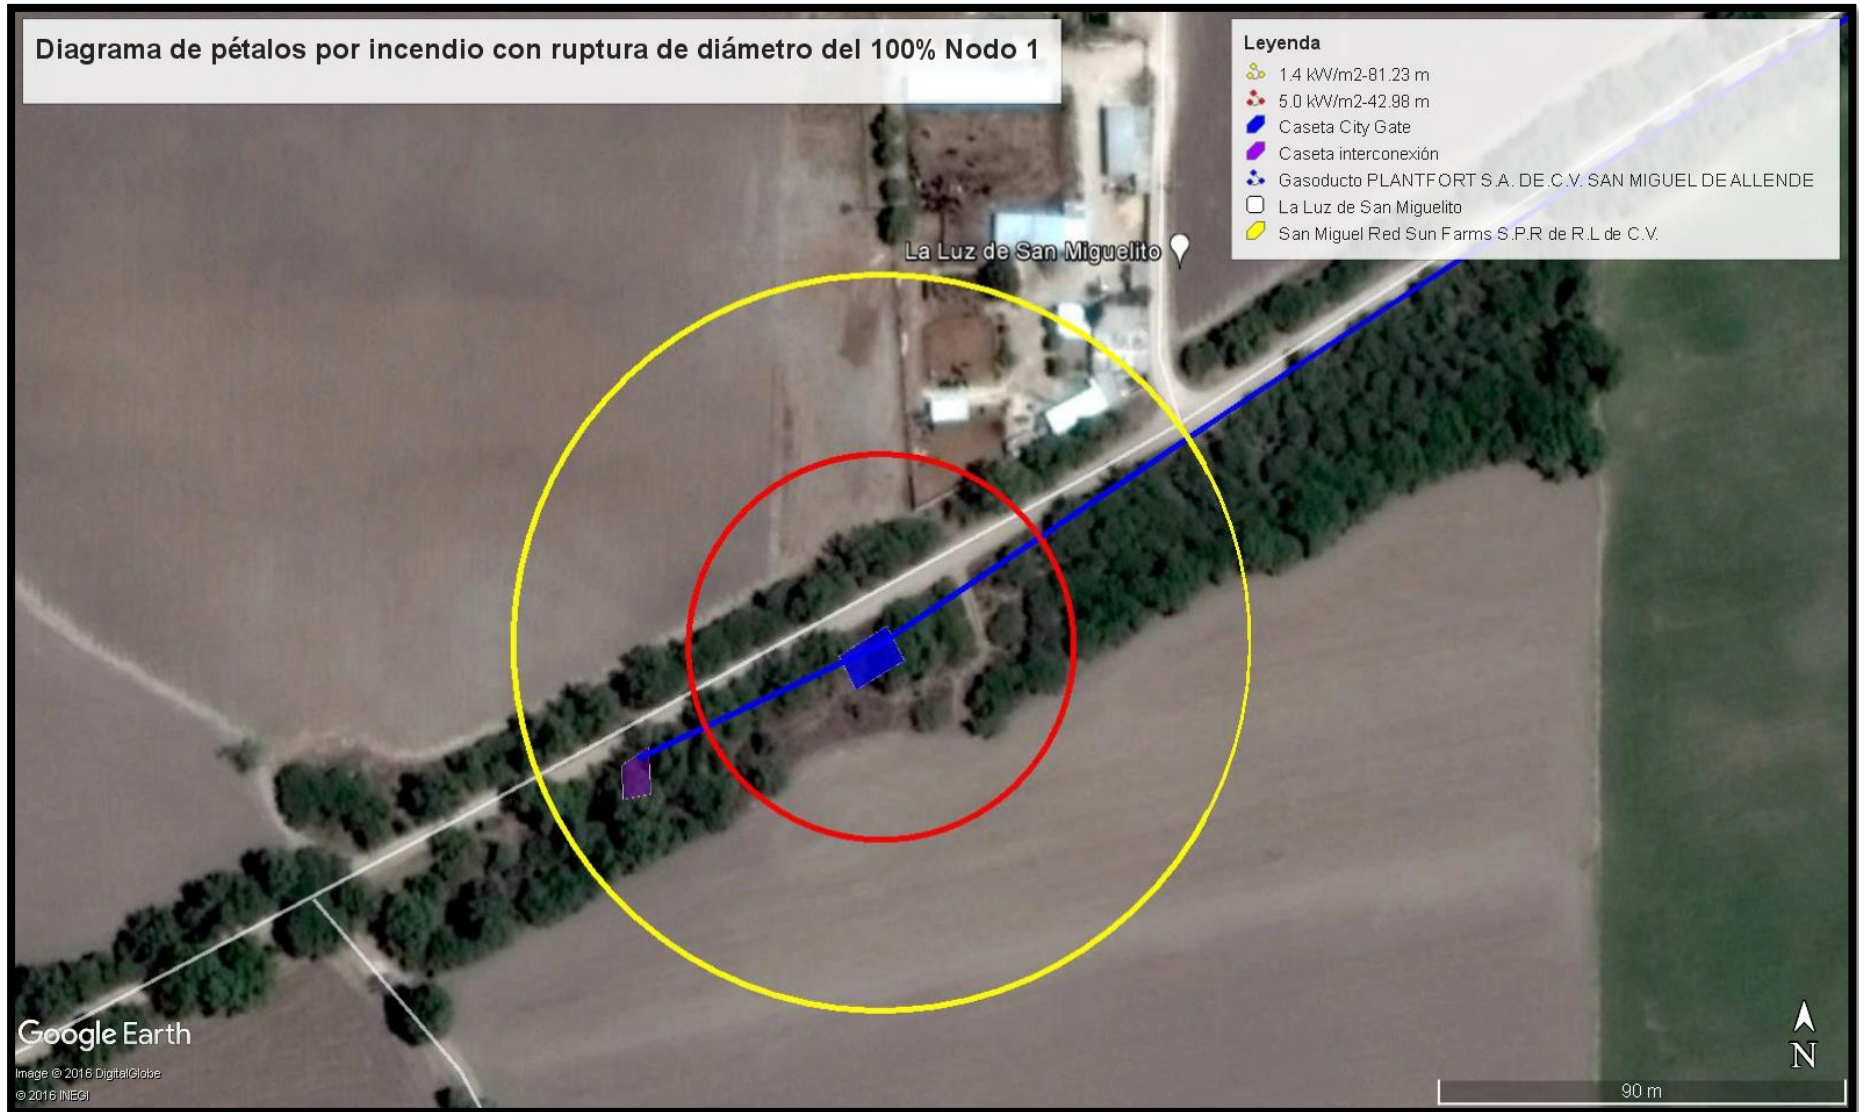 Diagrama de pétalos por incendio con ruptura de diámetro del 100% Nodo 1
Leyenda
1.4 kW/m2-81.23 m
5.0 kW/m2-42.98 m
Caseta City Gate
Caseta interconexión
Gasoducto PLANTFORT S.A. DE.C.V. SAN MIGUEL DE ALLENDE
La Luz de San Miguelito
San Miguel Red Sun Farms S.P.R de R.L de C.V.
La Luz de San Miguelito
Google Earth
Image © 2016 DigitalGlobe
© 2016 INEGI
N
90 m